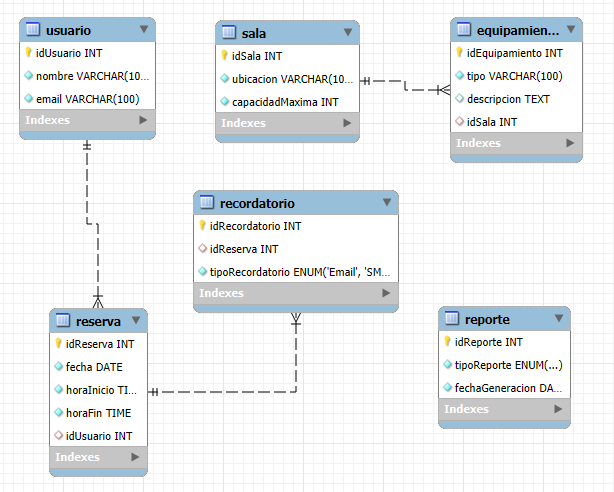 usuario
idUsuario INT
nombre VARCHAR(10...
email VARCHAR(100)
Indexes
sala
idSala INT
ubicacion VARCHAR(10...
capacidadMaxima INT
Indexes
equipamien...
idEquipamiento INT
tipo VARCHAR(100)
descripcion TEXT
idSala INT
Indexes
recordatorio
idRecordatorio INT
idReserva INT
tipoRecordatorio ENUM('Email', 'SM...
Indexes
reserva
idReserva INT
fecha DATE
horaInicio TI...
horaFin TIME
idUsuario INT
Indexes
reporte
idReporte INT
tipoReporte ENUM(...)
fechaGeneracion DA...
Indexes